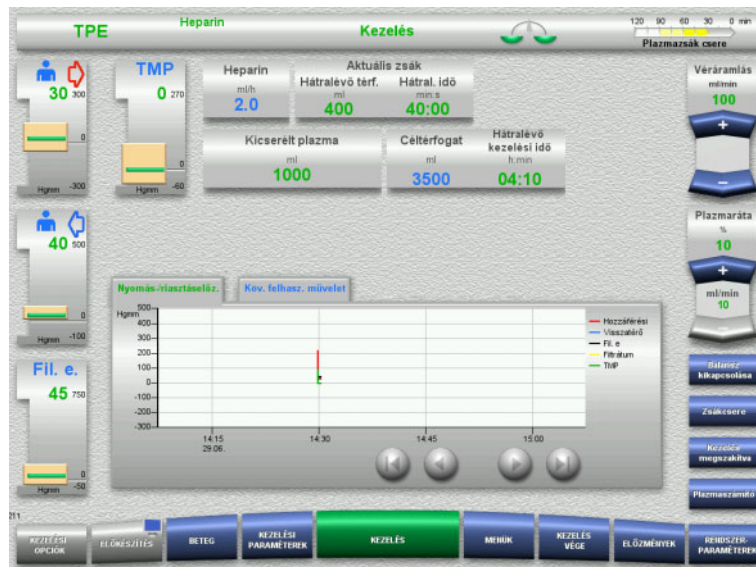 TPE
Heparin
Kezelés
120 90 60 30 0 min
Plazmazsák csere
30 300
0
-300
Hgmm
TMP
0 270
0
-60
Hgmm
Heparin
ml/h
2.0
Aktuális zsák
Hátralévő térf. Hátral. idő
ml min:s
400 40:00
Kicserélt plazma
ml
1000
Céltérfogat
ml
3500
Hátralévő
kezelési idő
h:min
04:10
Véráramlás
ml/min
100
+
–
40 500
0
-100
Hgmm
Plazmaráta
%
10
+
ml/min
10
–
Fil. e.
45 750
0
-50
Hgmm
Nyomás-/riasztáselőz.
Köv. felhasz. művelet
Hgmm
500
400
300
200
100
0
-100
-200
-300
14:15 14:30 14:45 15:00
29.06.
Hozzáférési
Visszatérő
Fil. e
Filtrátum
TMP
Balansz
kikapcsolása
Zsákcsere
Kezelés
megszakítva
Plazmaszámító
211
KEZELÉSI
OPCIÓK
ELŐKÉSZÍTÉS
BETEG
KEZELÉSI
PARAMÉTEREK
KEZELÉS
MENÜK
KEZELÉS
VÉGE
ELŐZMÉNYEK
RENDSZER-
PARAMÉTEREK